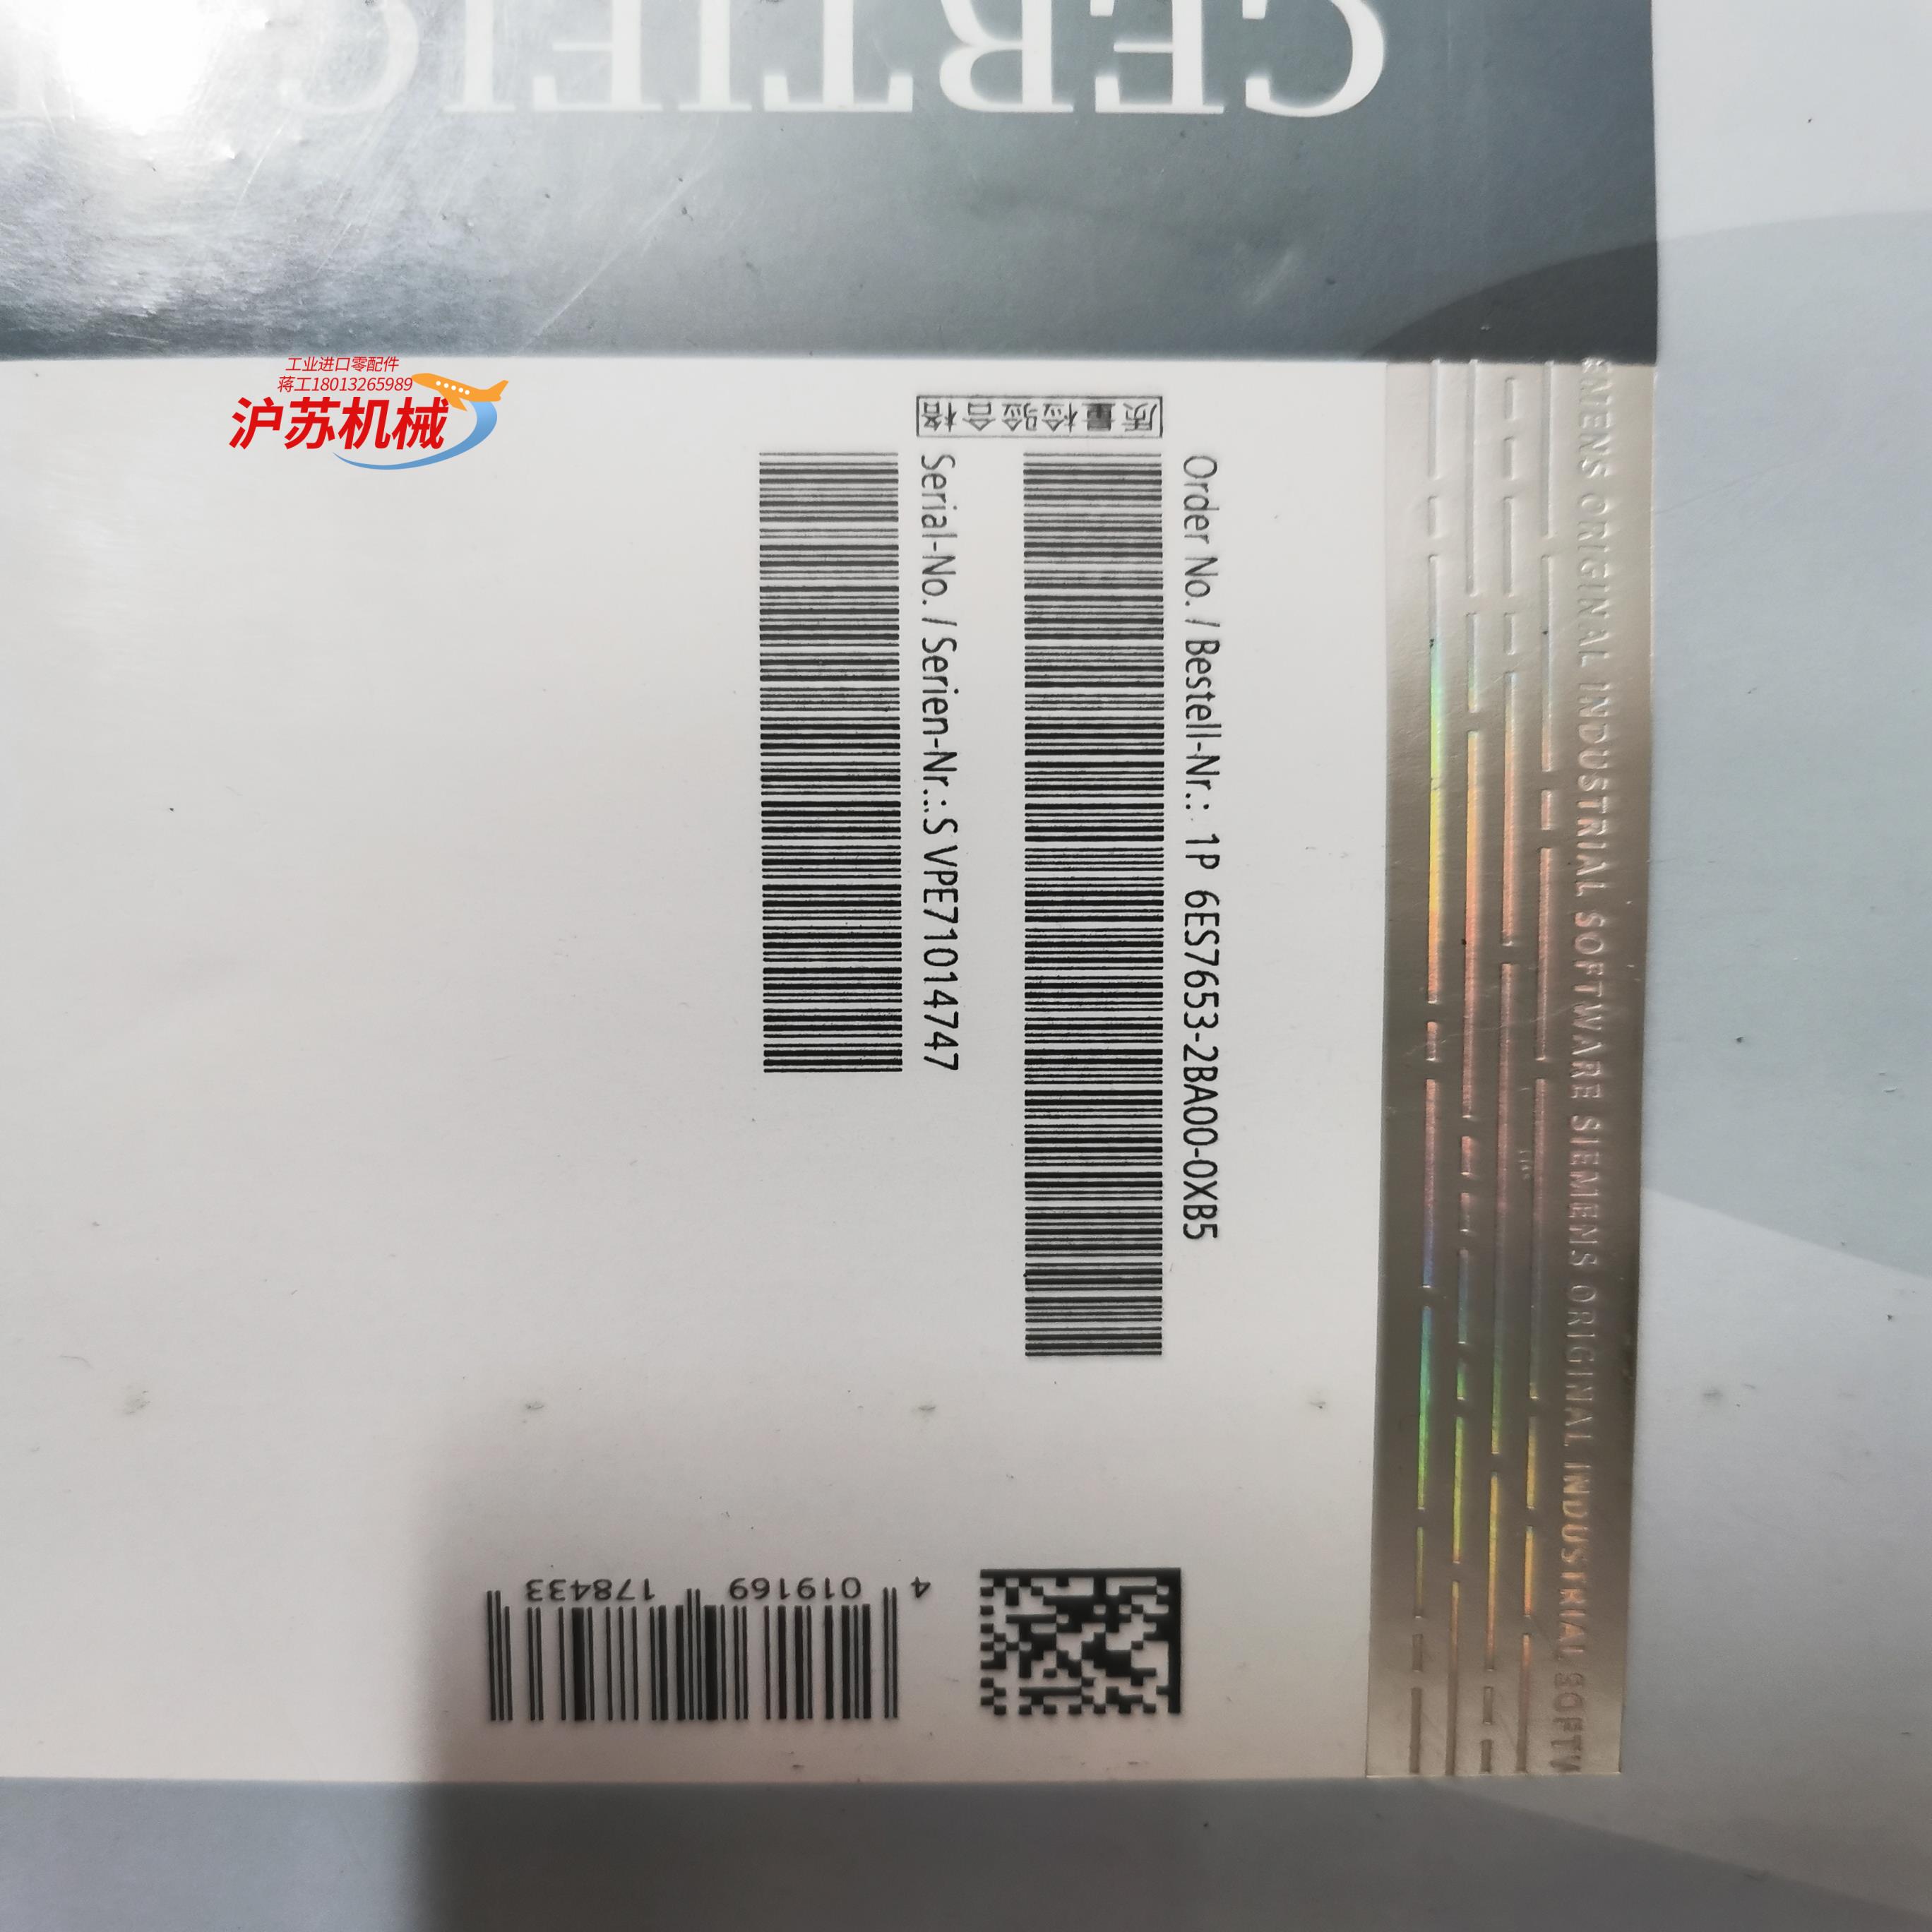 CERTIFIC
工业进口零配件
蒋工18013265989
沪苏机械
质量检验合格
Order No. / Bestell-Nr.: 1P 6ES7653-2BA00-0XB5
Serial-No. / Serien-Nr.:S VPE71014747
4 019169 178433
ORIGINAL INDUSTRIAL SOFTWARE SIEMENS ORIGINAL INDUSTRIAL SOFTW